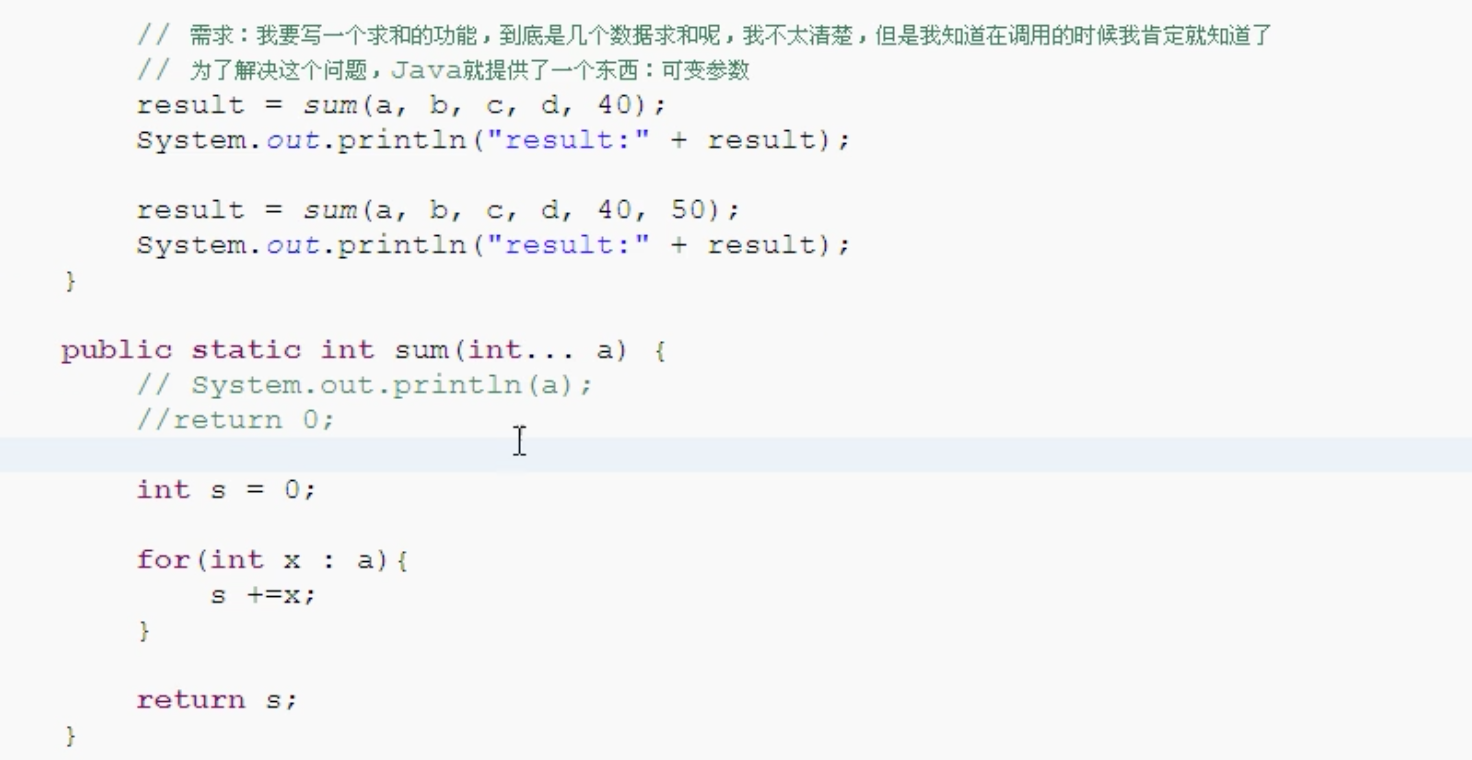 // 需求：我要写一个求和的功能，到底是几个数据求和呢，我不太清楚，但是我知道在调用的时候我肯定就知道了
// 为了解决这个问题，Java就提供了一个东西：可变参数
result = sum(a, b, c, d, 40);
System.out.println("result:" + result);
result = sum(a, b, c, d, 40, 50);
System.out.println("result:" + result);
}
public static int sum(int... a) {
// System.out.println(a);
//return 0;
int s = 0;
for(int x : a){
s +=x;
}
return s;
}